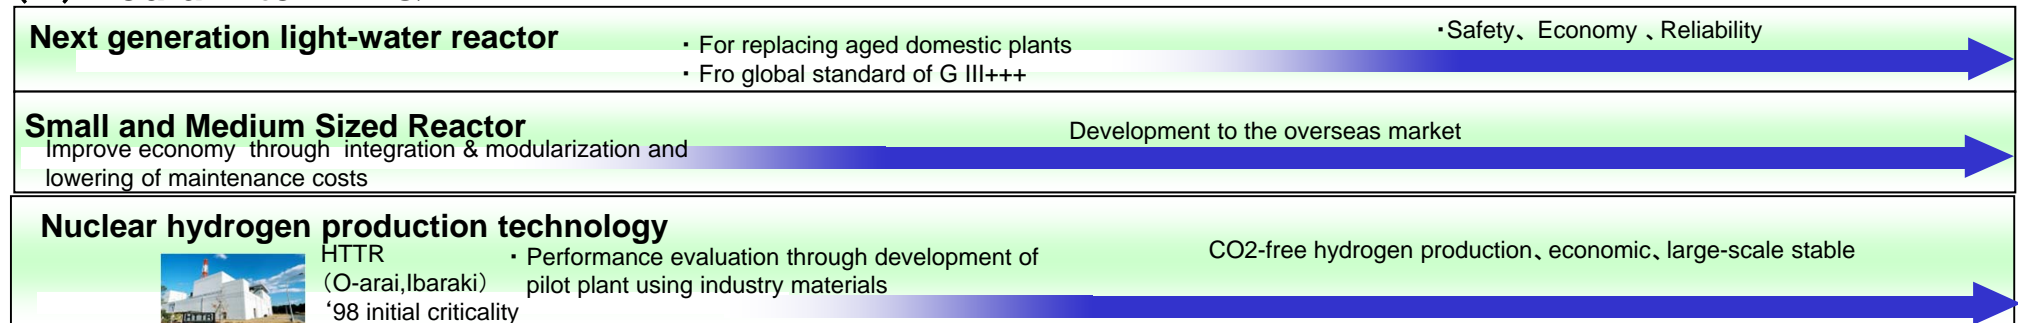 Next generation light-water reactor
・For replacing aged domestic plants
・Fro global standard of G III+++
・Safety、Economy 、Reliability
Small and Medium Sized Reactor
Improve economy through integration & modularization and
lowering of maintenance costs
Development to the overseas market
Nuclear hydrogen production technology
HTTR
（O-arai,Ibaraki）
‘98 initial criticality
・Performance evaluation through development of
pilot plant using industry materials
CO2-free hydrogen production、economic、large-scale stable
HTTR